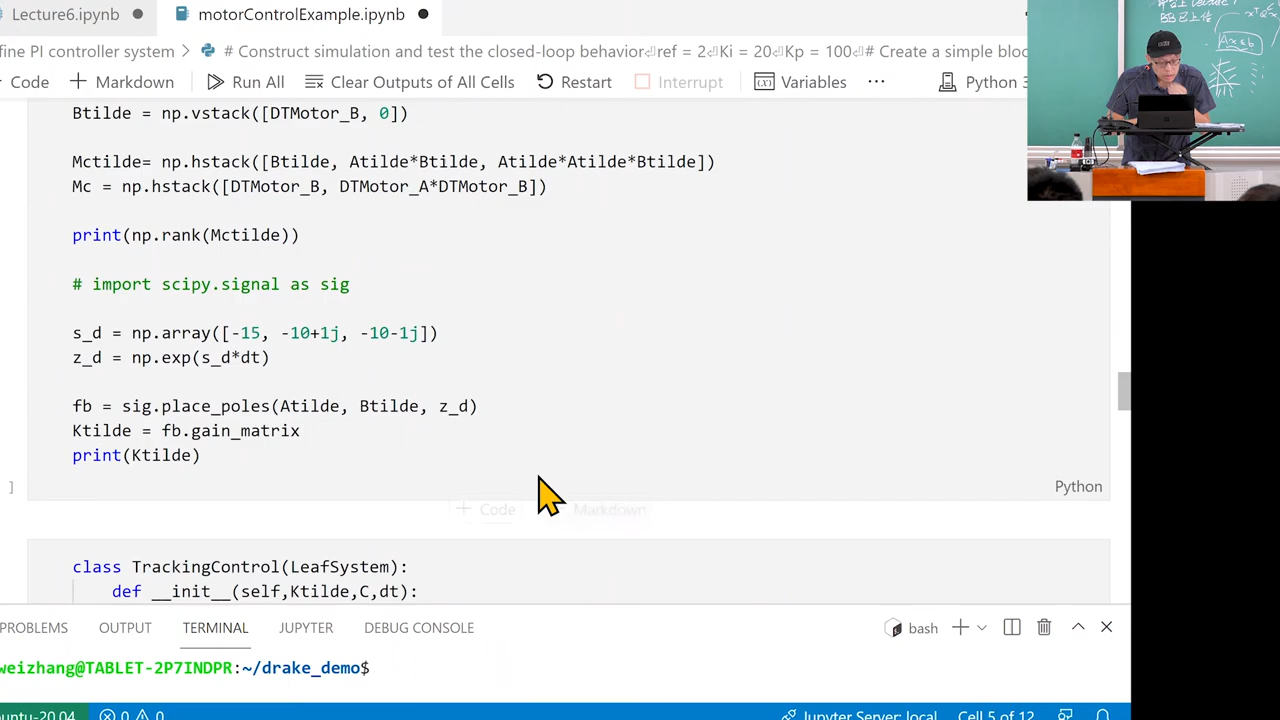 Lecture6.ipynb
motorControlExample.ipynb
fine PI controller system > # Construct simulation and test the closed-loop behavior↵ref = 2↵Ki = 20↵Kp = 100↵# Create a simple bloc
Code + Markdown Run All Clear Outputs of All Cells Restart Interrupt Variables ... Python 3
Btilde = np.vstack([DTMotor_B, 0])
Mctilde= np.hstack([Btilde, Atilde*Btilde, Atilde*Atilde*Btilde])
Mc = np.hstack([DTMotor_B, DTMotor_A*DTMotor_B])
print(np.rank(Mctilde))
# import scipy.signal as sig
s_d = np.array([-15, -10+1j, -10-1j])
z_d = np.exp(s_d*dt)
fb = sig.place_poles(Atilde, Btilde, z_d)
Ktilde = fb.gain_matrix
print(Ktilde)
]
Python
+ Code Markdown
class TrackingControl(LeafSystem):
def __init__(self,Ktilde,C,dt):
PROBLEMS OUTPUT TERMINAL JUPYTER DEBUG CONSOLE bash
weizhang@TABLET-2P7INDPR:~/drake_demo$
untu-20.04 0 0 Jupyter Server: local Cell 5 of 12